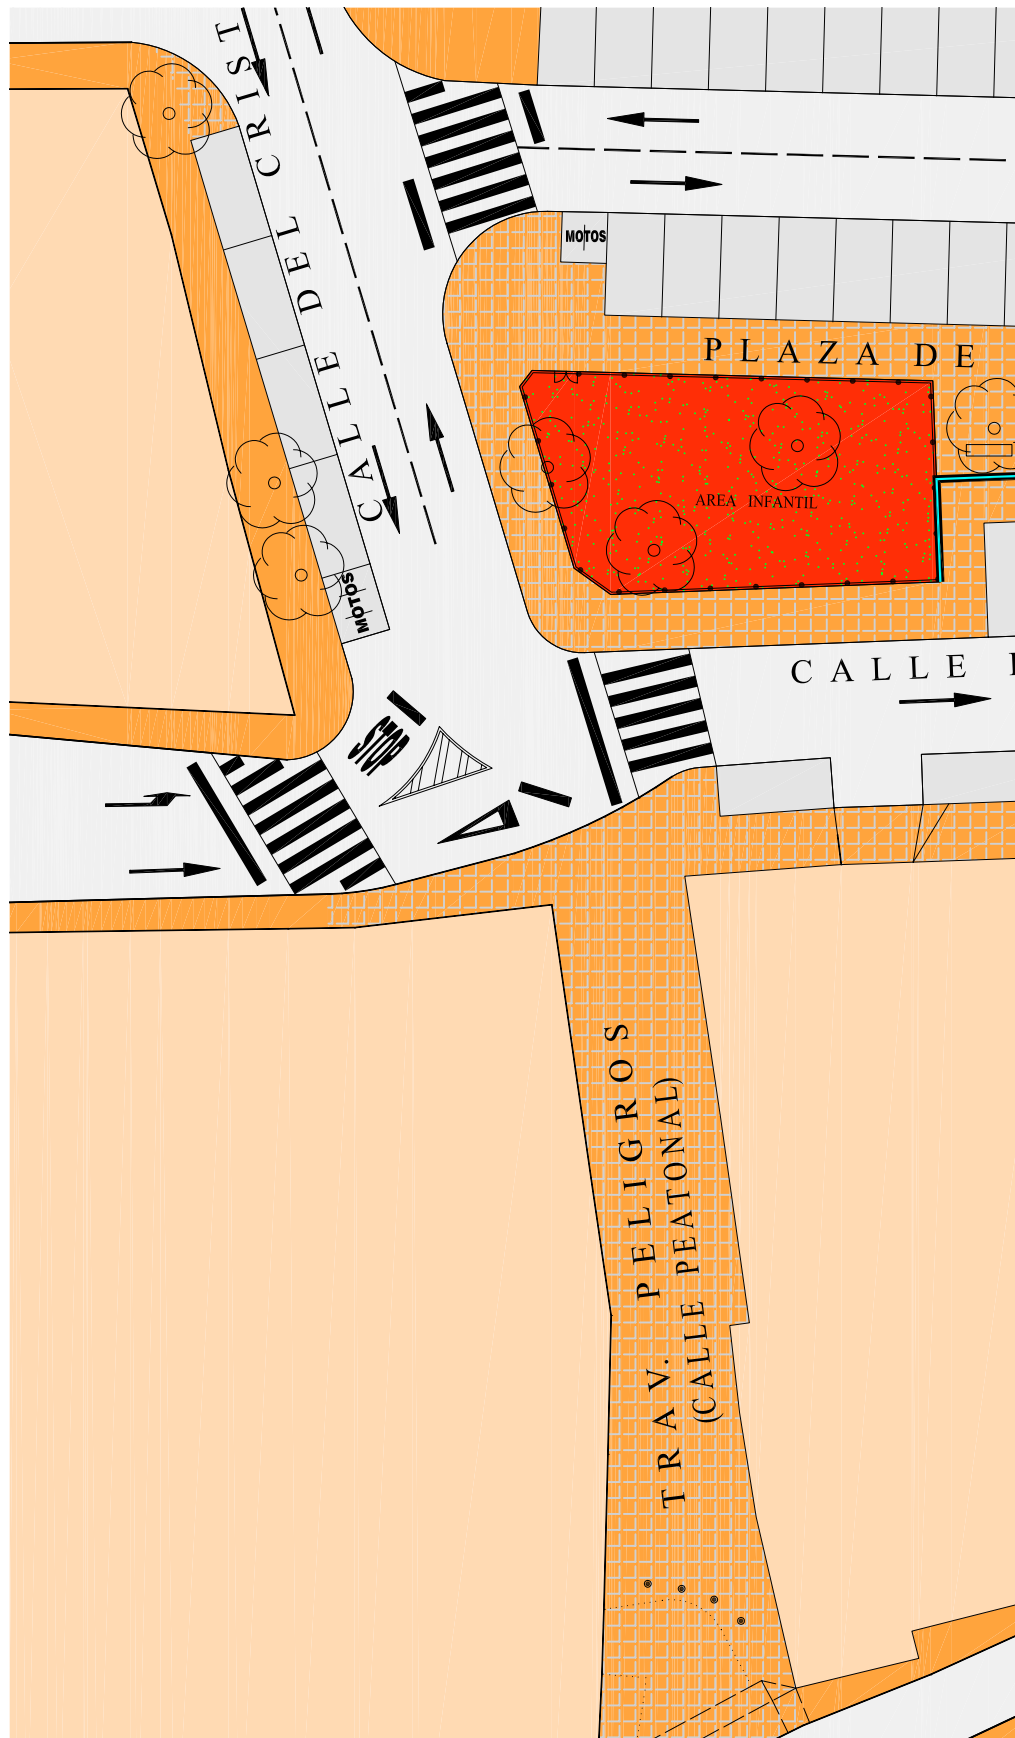 CALLE DEL CRIST
MOTOS
PLAZA DE
AREA INFANTIL
MOTOS
CALLE
STOP
TRAV. PELIGROS
(CALLE PEATONAL)